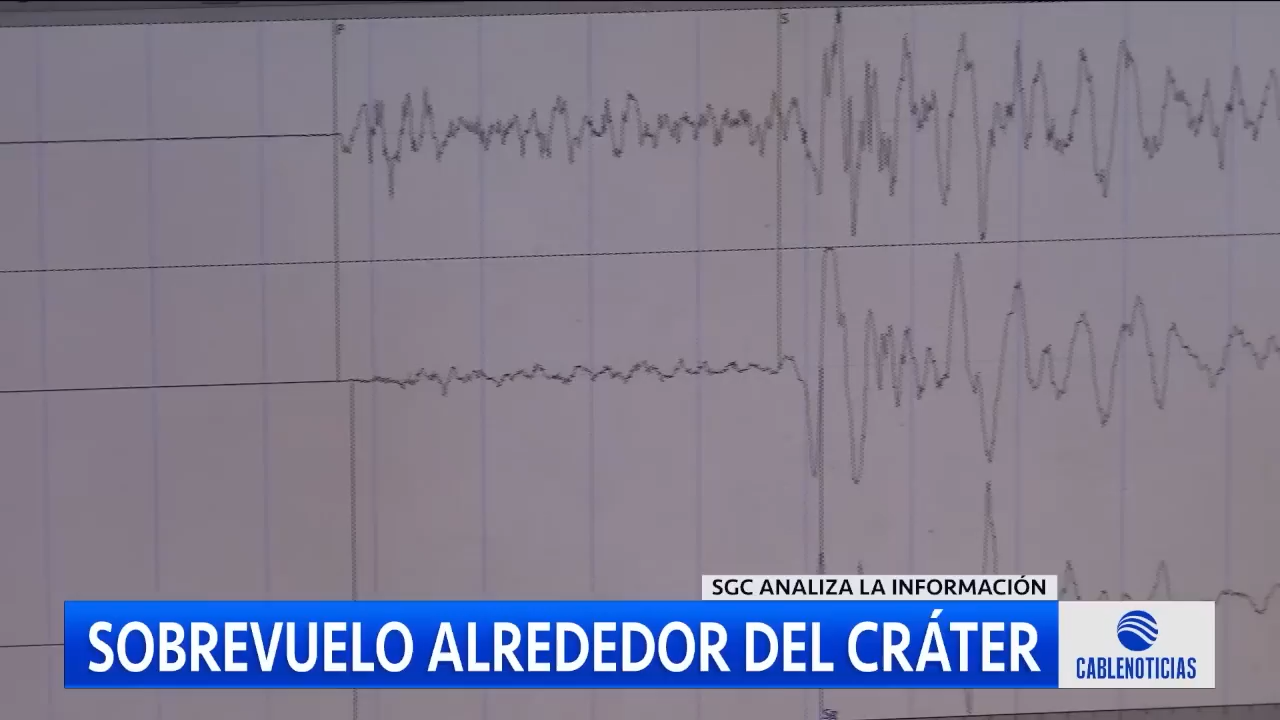 P
S
SGC ANALIZA LA INFORMACIÓN
SOBREVUELO ALREDEDOR DEL CRÁTER
CABLENOTICIAS